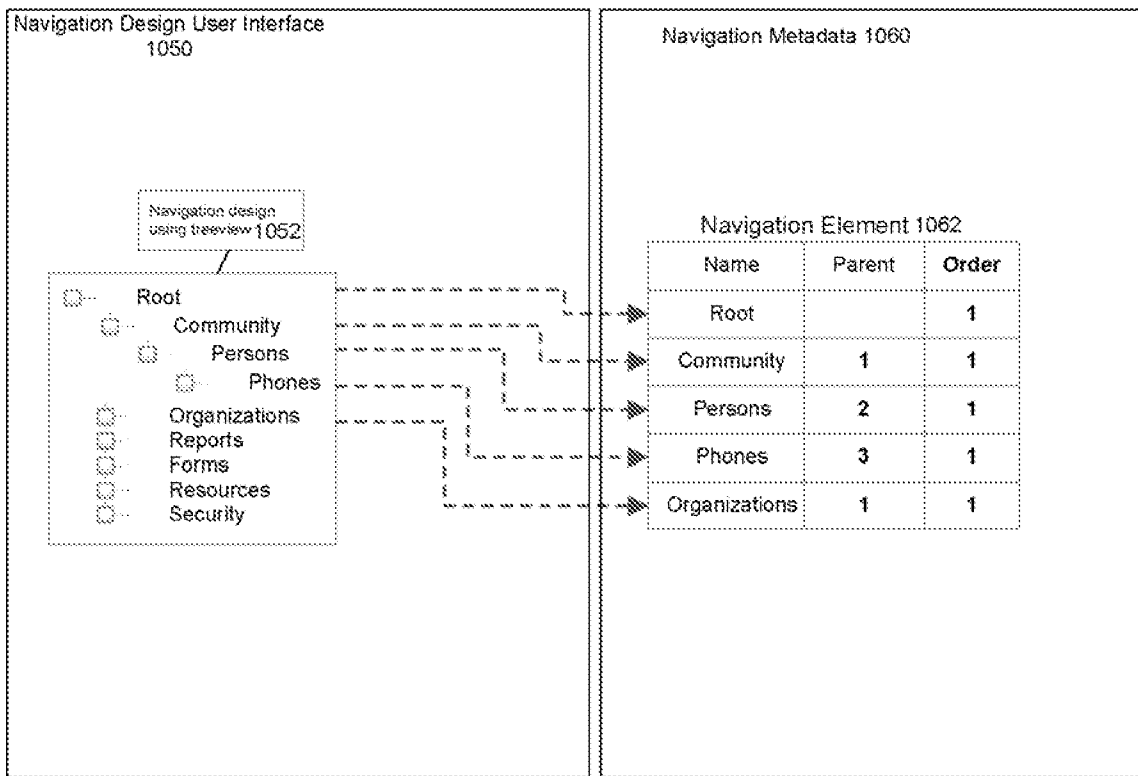 Navigation Design User Interface
1050
Navigation design
using treeview 1052
Root
Community
Persons
Phones
Organizations
Reports
Forms
Resources
Security
Navigation Metadata 1060
Navigation Element 1062
Name Parent Order
Root 1
Community 1 1
Persons 2 1
Phones 3 1
Organizations 1 1